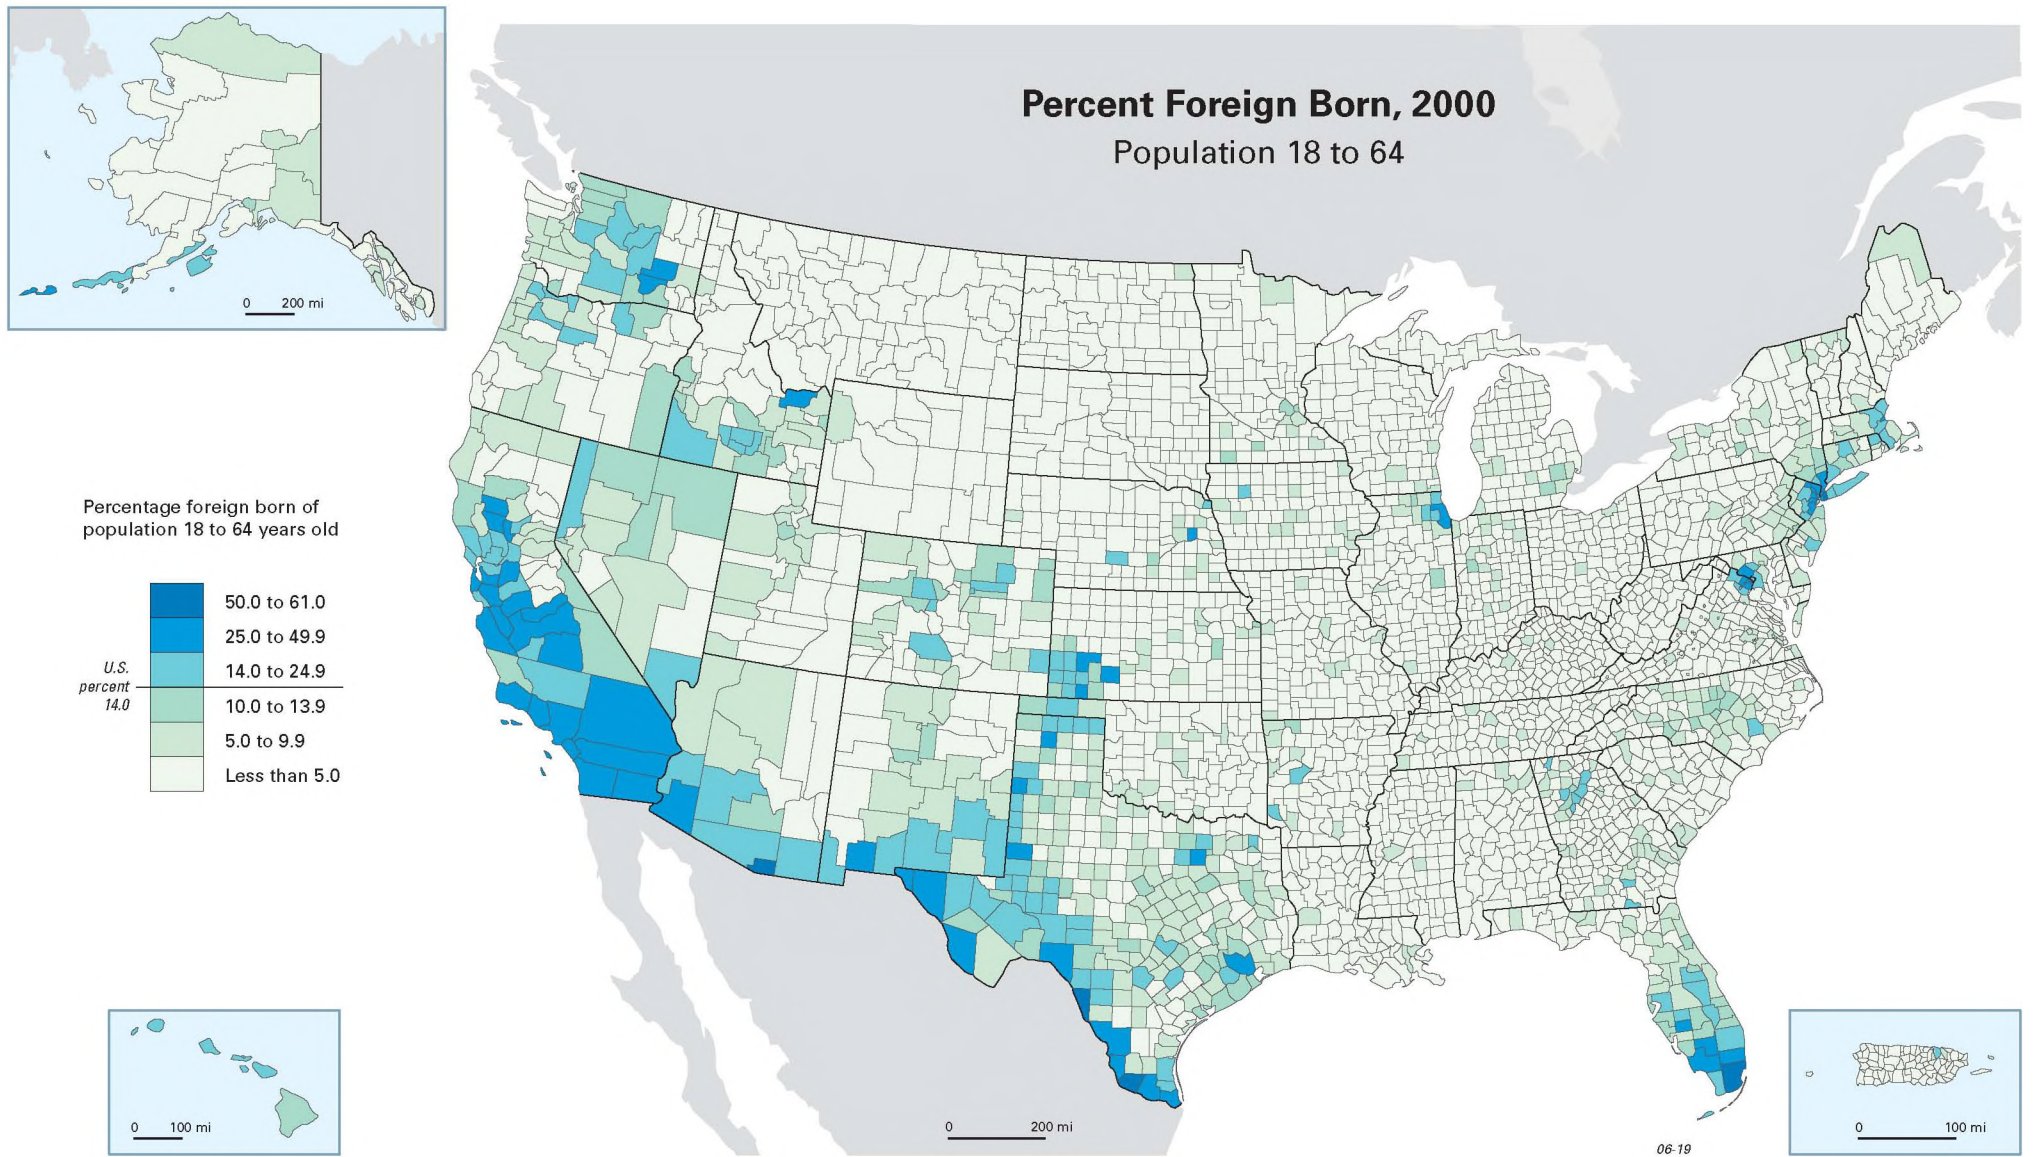 Percent Foreign Born, 2000
Population 18 to 64
0 200 mi
Percentage foreign born of
population 18 to 64 years old
50.0 to 61.0
25.0 to 49.9
14.0 to 24.9
U.S.
percent
14.0
10.0 to 13.9
5.0 to 9.9
Less than 5.0
0 100 mi
0 200 mi
0 100 mi
06-19